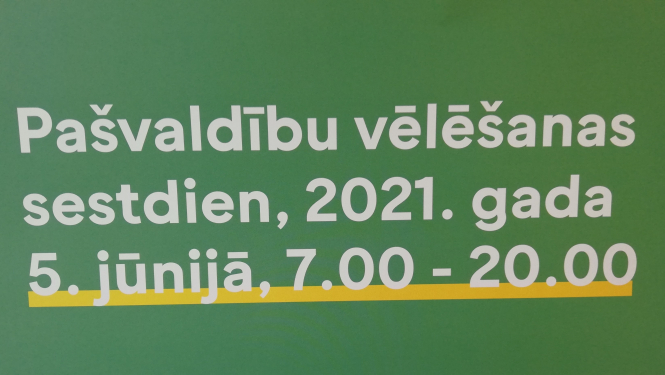 Pašvaldību vēlēšanas
sestdien, 2021. gada
5. jūnijā, 7.00 - 20.00